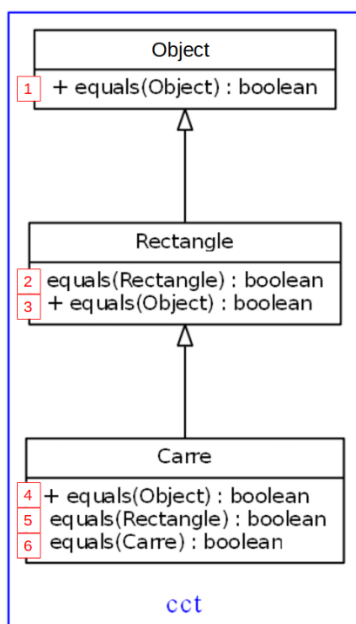 Object
1 + equals(Object) : boolean
Rectangle
2 equals(Rectangle) : boolean
3 + equals(Object) : boolean
Carre
4 + equals(Object) : boolean
5 equals(Rectangle) : boolean
6 equals(Carre) : boolean
cct